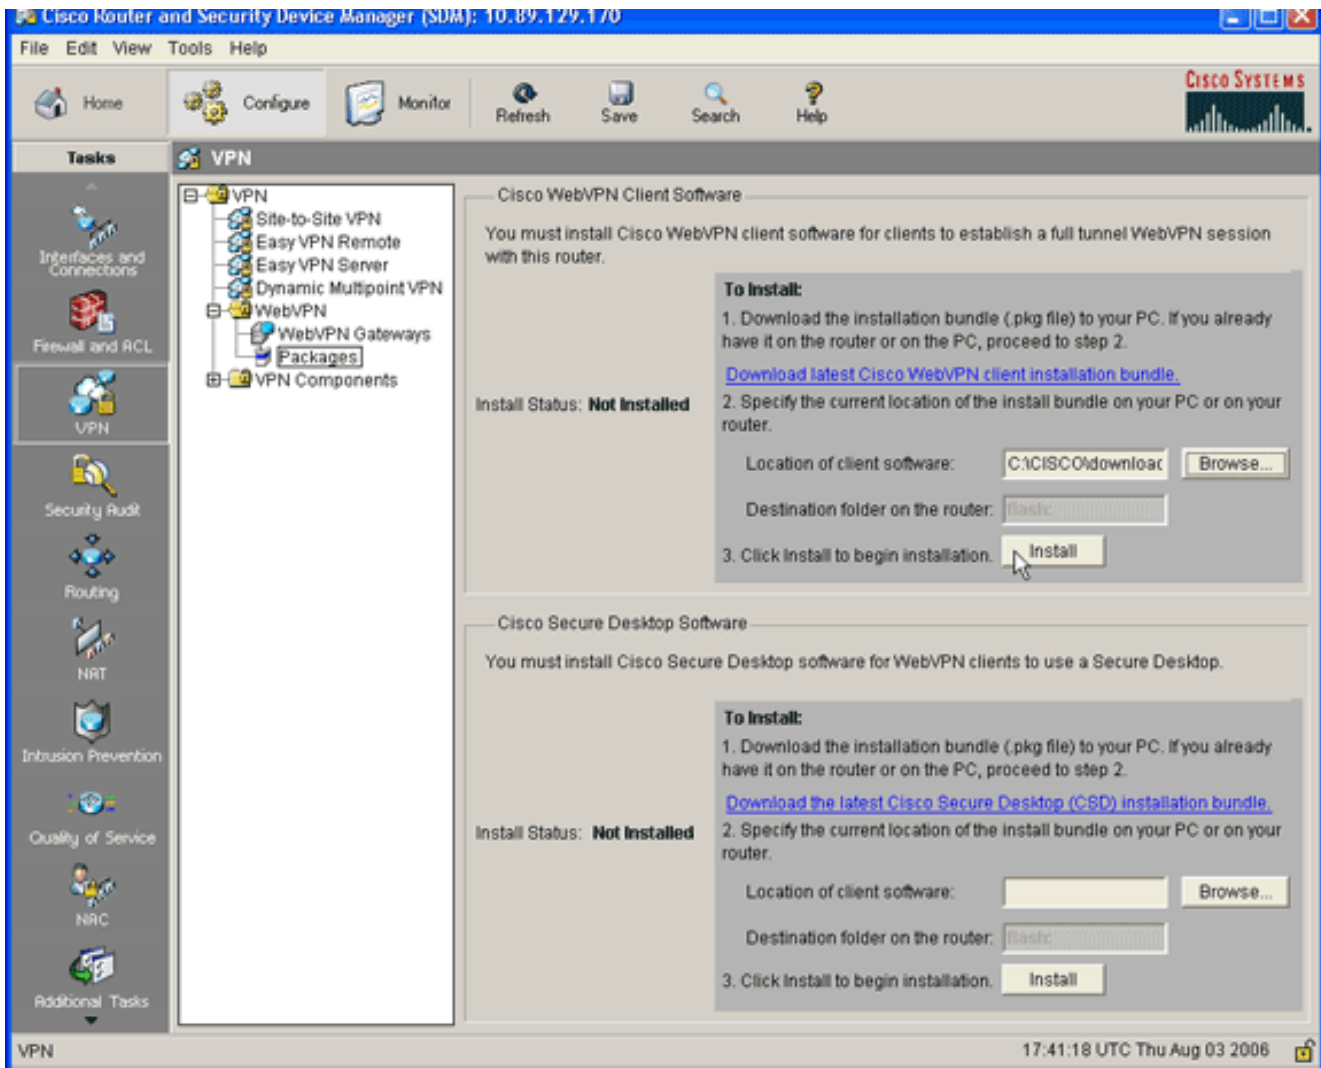 Cisco Router and Security Device Manager (SDM): 10.89.129.170
File Edit View Tools Help
Home Configure Monitor Refresh Save Search Help
CISCO SYSTEMS
Tasks
VPN
Interfaces and Connections
Firewall and ACL
VPN
Security Audit
Routing
NAT
Intrusion Prevention
Quality of Service
NAC
Additional Tasks
VPN
Site-to-Site VPN
Easy VPN Remote
Easy VPN Server
Dynamic Multipoint VPN
WebVPN
WebVPN Gateways
Packages
VPN Components
Cisco WebVPN Client Software
You must install Cisco WebVPN client software for clients to establish a full tunnel WebVPN session
with this router.
Install Status: Not Installed
To Install:
1. Download the installation bundle (.pkg file) to your PC. If you already
have it on the router or on the PC, proceed to step 2.
Download latest Cisco WebVPN client installation bundle.
2. Specify the current location of the install bundle on your PC or on your
router.
Location of client software: C:\CISCO\downloac Browse...
Destination folder on the router: flash:
3. Click Install to begin installation. Install
Cisco Secure Desktop Software
You must install Cisco Secure Desktop software for WebVPN clients to use a Secure Desktop.
Install Status: Not Installed
To Install:
1. Download the installation bundle (.pkg file) to your PC. If you already
have it on the router or on the PC, proceed to step 2.
Download the latest Cisco Secure Desktop (CSD) installation bundle.
2. Specify the current location of the install bundle on your PC or on your
router.
Location of client software: Browse...
Destination folder on the router: flash:
3. Click Install to begin installation. Install
VPN
17:41:18 UTC Thu Aug 03 2006